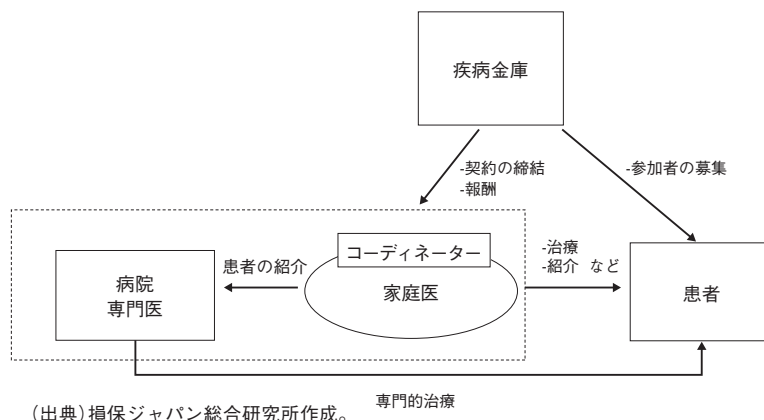 疾病金庫
-契約の締結
-報酬
-参加者の募集
コーディネーター
家庭医
患者の紹介
病院
専門医
-治療
-紹介 など
患者
専門的治療
（出典）損保ジャパン総合研究所作成。